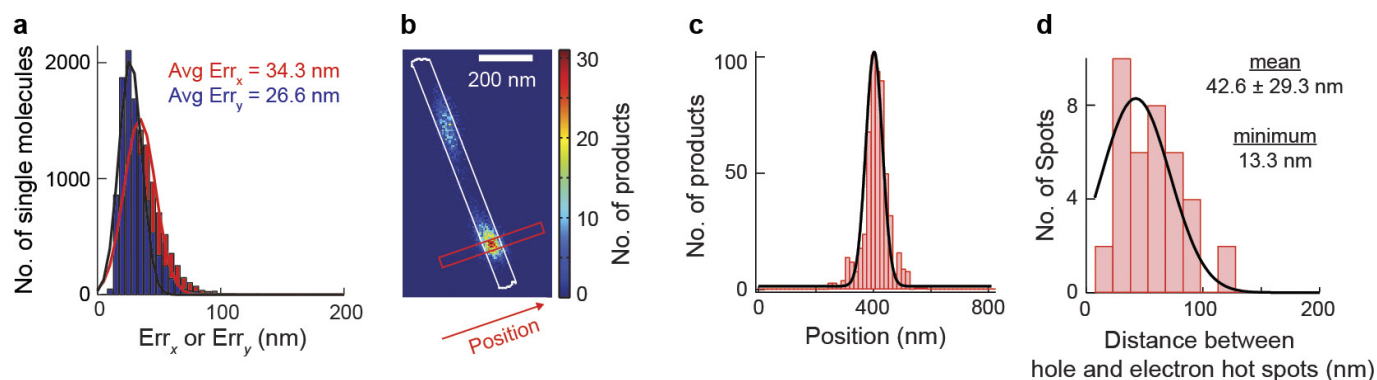 a
No. of single molecules
2000
1000
0
0
100
200
Avg Errx = 34.3 nm
Avg Erry = 26.6 nm
Errx or Erry (nm)
b
200 nm
Position
30
20
10
0
No. of products
c
No. of products
100
50
0
0
400
800
Position (nm)
d
No. of Spots
8
4
0
0
100
200
mean
42.6 ± 29.3 nm
minimum
13.3 nm
Distance between
hole and electron hot spots (nm)